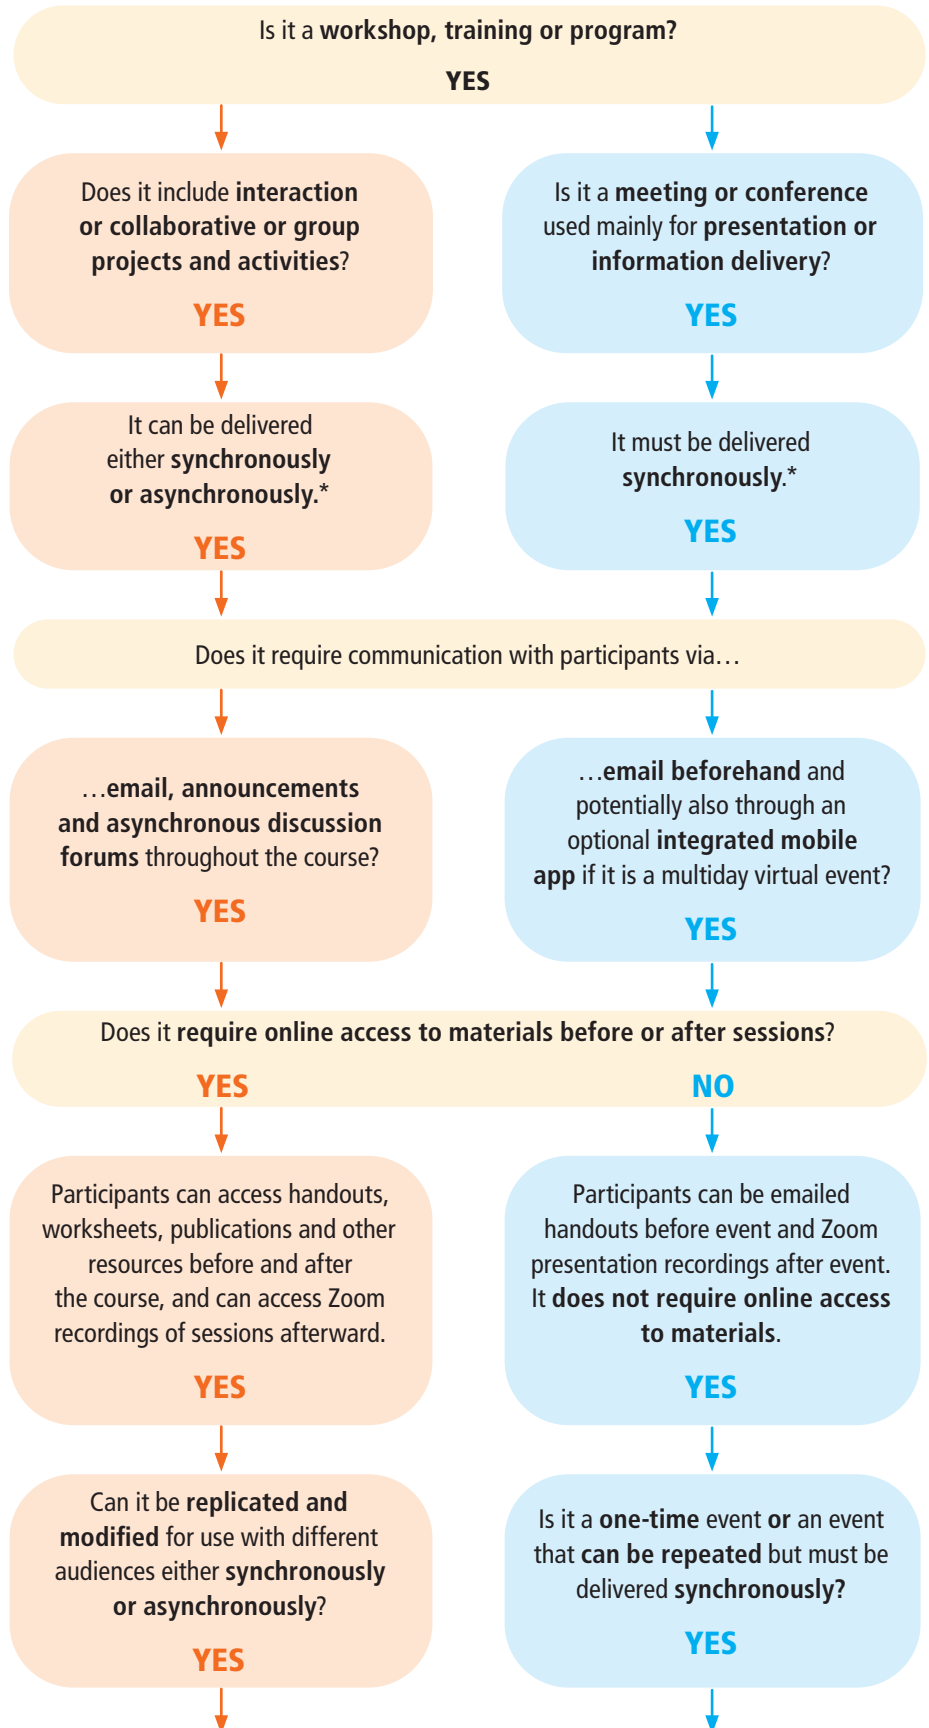 Is it a workshop, training or program?
YES
Does it include interaction
or collaborative or group
projects and activities?
YES
Is it a meeting or conference
used mainly for presentation or
information delivery?
YES
It can be delivered
either synchronously
or asynchronously.*
YES
It must be delivered
synchronously.*
YES
Does it require communication with participants via…
…email, announcements
and asynchronous discussion
forums throughout the course?
YES
…email beforehand and
potentially also through an
optional integrated mobile
app if it is a multiday virtual event?
YES
Does it require online access to materials before or after sessions?
YES
NO
Participants can access handouts,
worksheets, publications and other
resources before and after
the course, and can access Zoom
recordings of sessions afterward.
YES
Participants can be emailed
handouts before event and Zoom
presentation recordings after event.
It does not require online access
to materials.
YES
Can it be replicated and
modified for use with different
audiences either synchronously
or asynchronously?
YES
Is it a one-time event or an event
that can be repeated but must be
delivered synchronously?
YES